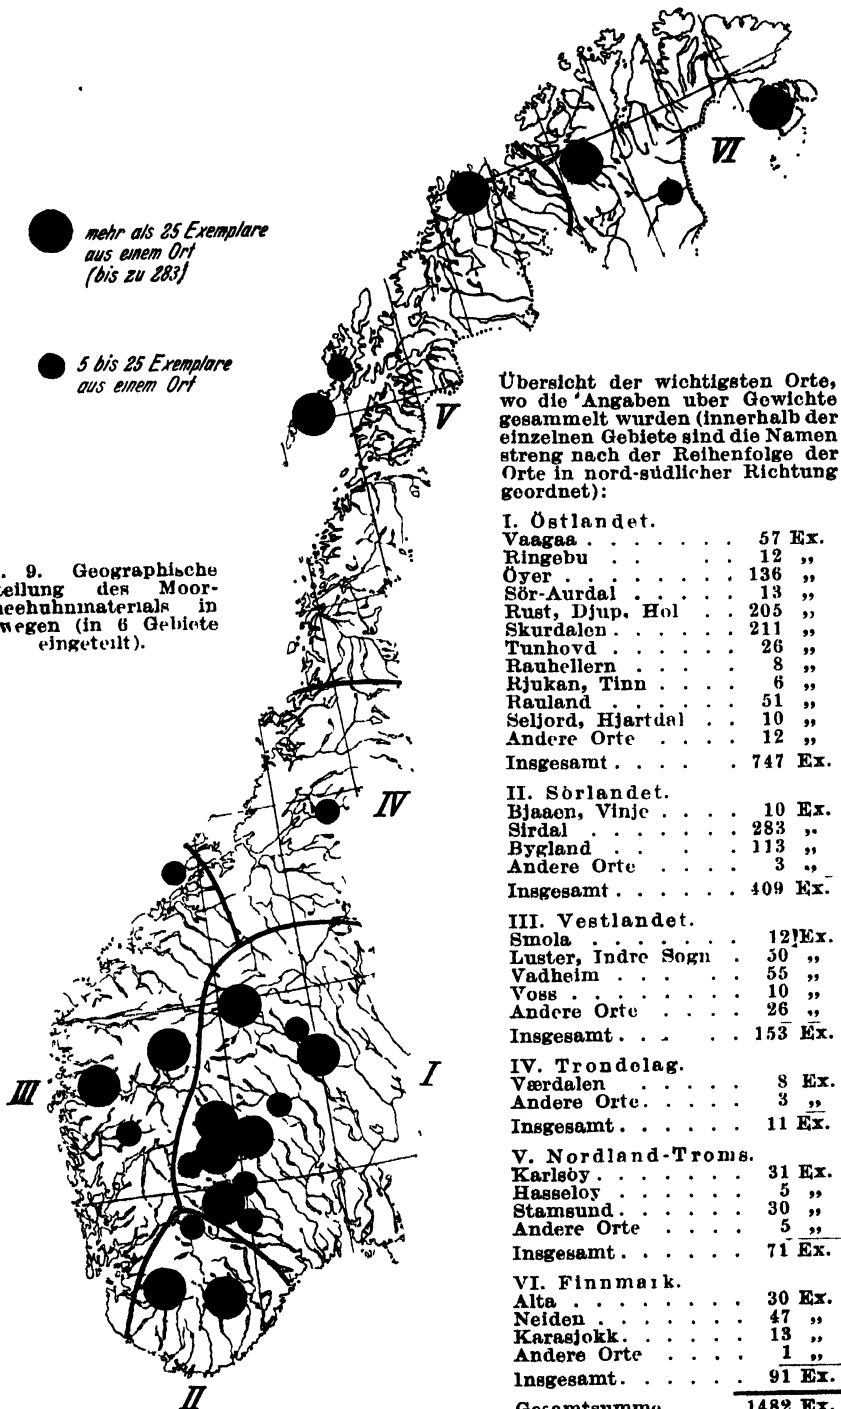 VI
mehr als 25 Exemplare
aus einem Ort
(bis zu 283)
5 bis 25 Exemplare
aus einem Ort
V
. 9. Geographische
teilung des Moor-
neehuhnmaterials in
wegen (in 6 Gebiete
eingeteilt).
IV
III
I
II
Übersicht der wichtigsten Orte,
wo die Angaben uber Gewichte
gesammelt wurden (innerhalb der
einzelnen Gebiete sind die Namen
streng nach der Reihenfolge der
Orte in nord-südlicher Richtung
geordnet):
I. Östlandet.
Vaagaa . . . . . . . 57 Ex.
Ringebu . . . . . 12 „
Öyer . . . . . . . . 136 „
Sör-Aurdal . . . . . 13 „
Rust, Djup, Hol . . 205 „
Skurdalen . . . . . . 211 „
Tunhovd . . . . . . 26 „
Rauhellern . . . . . 8 „
Rjukan, Tinn . . . . 6 „
Rauland . . . . . . 51 „
Seljord, Hjartdal . . 10 „
Andere Orte . . . . 12 „
Insgesamt . . . . . 747 Ex.
II. Sörlandet.
Bjaaen, Vinje . . . . 10 Ex.
Sirdal . . . . . . . 283 „
Bygland . . . . . . 113 „
Andere Orte . . . . 3 „
Insgesamt . . . . . . 409 Ex.
III. Vestlandet.
Smola . . . . . . . 12 Ex.
Luster, Indre Sogn . 50 „
Vadheim . . . . . . 55 „
Voss . . . . . . . . 10 „
Andere Orte . . . . 26 „
Insgesamt . . . . . 153 Ex.
IV. Trondelag.
Værdalen . . . . . 8 Ex.
Andere Orte. . . . . 3 „
Insgesamt . . . . . . 11 Ex.
V. Nordland-Troms.
Karlsöy . . . . . . . 31 Ex.
Hasseloy . . . . . . 5 „
Stamsund . . . . . . 30 „
Andere Orte . . . . 5 „
Insgesamt . . . . . . 71 Ex.
VI. Finnmark.
Alta . . . . . . . . 30 Ex.
Neiden . . . . . . . 47 „
Karasjokk . . . . . . 13 „
Andere Orte . . . . 1 „
Insgesamt . . . . . . 91 Ex.
Gesamtsumme 1482 Ex.